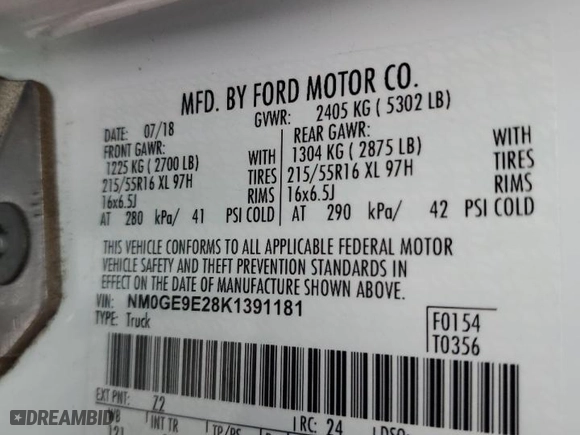 MFD. BY FORD MOTOR CO.
DATE: 07/18 GVWR: 2405 KG ( 5302 LB)
FRONT GAWR: REAR GAWR:
1225 KG ( 2700 LB) WITH 1304 KG ( 2875 LB) WITH
215/55R16 XL 97H TIRES 215/55R16 XL 97H TIRES
16x6.5J RIMS 16x6.5J RIMS
AT 280 kPa/ 41 PSI COLD AT 290 kPa/ 42 PSI COLD
THIS VEHICLE CONFORMS TO ALL APPLICABLE FEDERAL MOTOR
VEHICLE SAFETY AND THEFT PREVENTION STANDARDS IN
EFFECT ON THE DATE OF MANUFACTURE SHOWN ABOVE.
VIN: NM0GE9E28K1391181
TYPE: Truck
F0154
T0356
EXT PNT: Z2
INT TR
RC: 24
DREAMBID